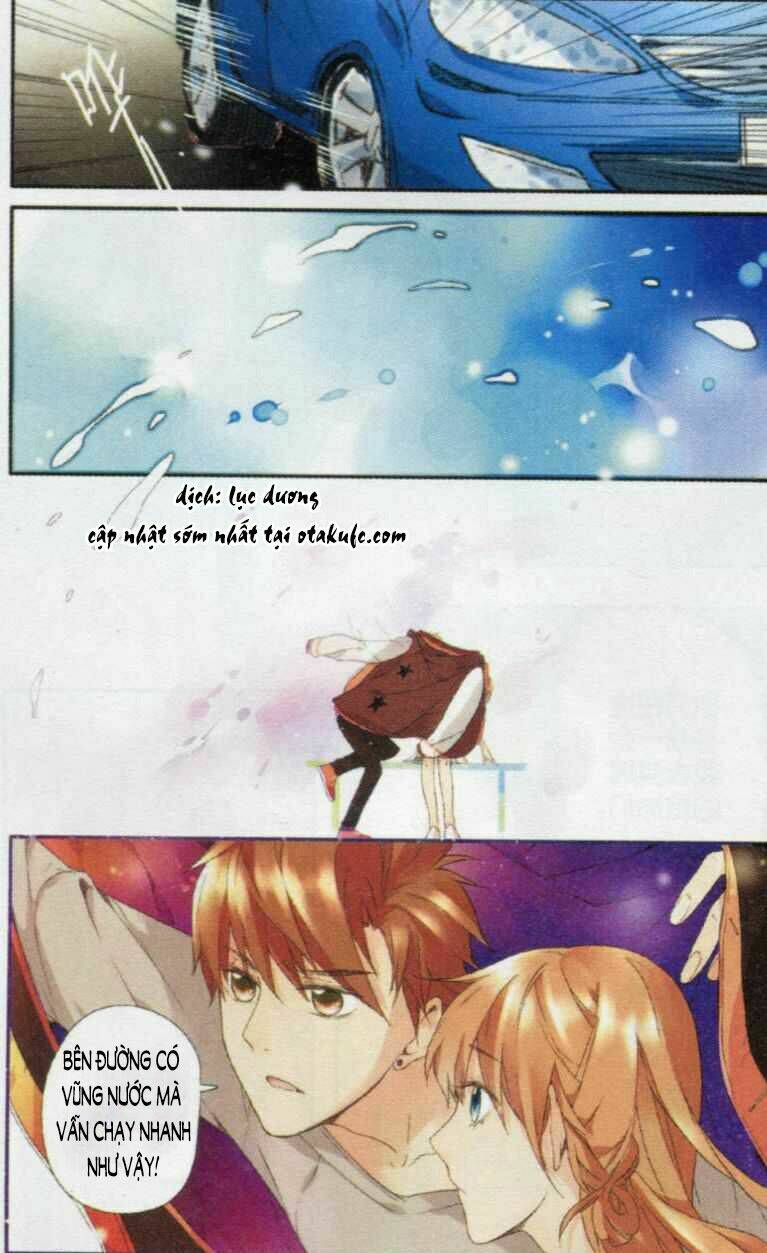 dịch: lục dương
cập nhật sớm nhất tại otakufc.com
BÊN ĐƯỜNG CÓ
VŨNG NƯỚC MÀ
VẪN CHẠY NHANH
NHƯ VẬY!